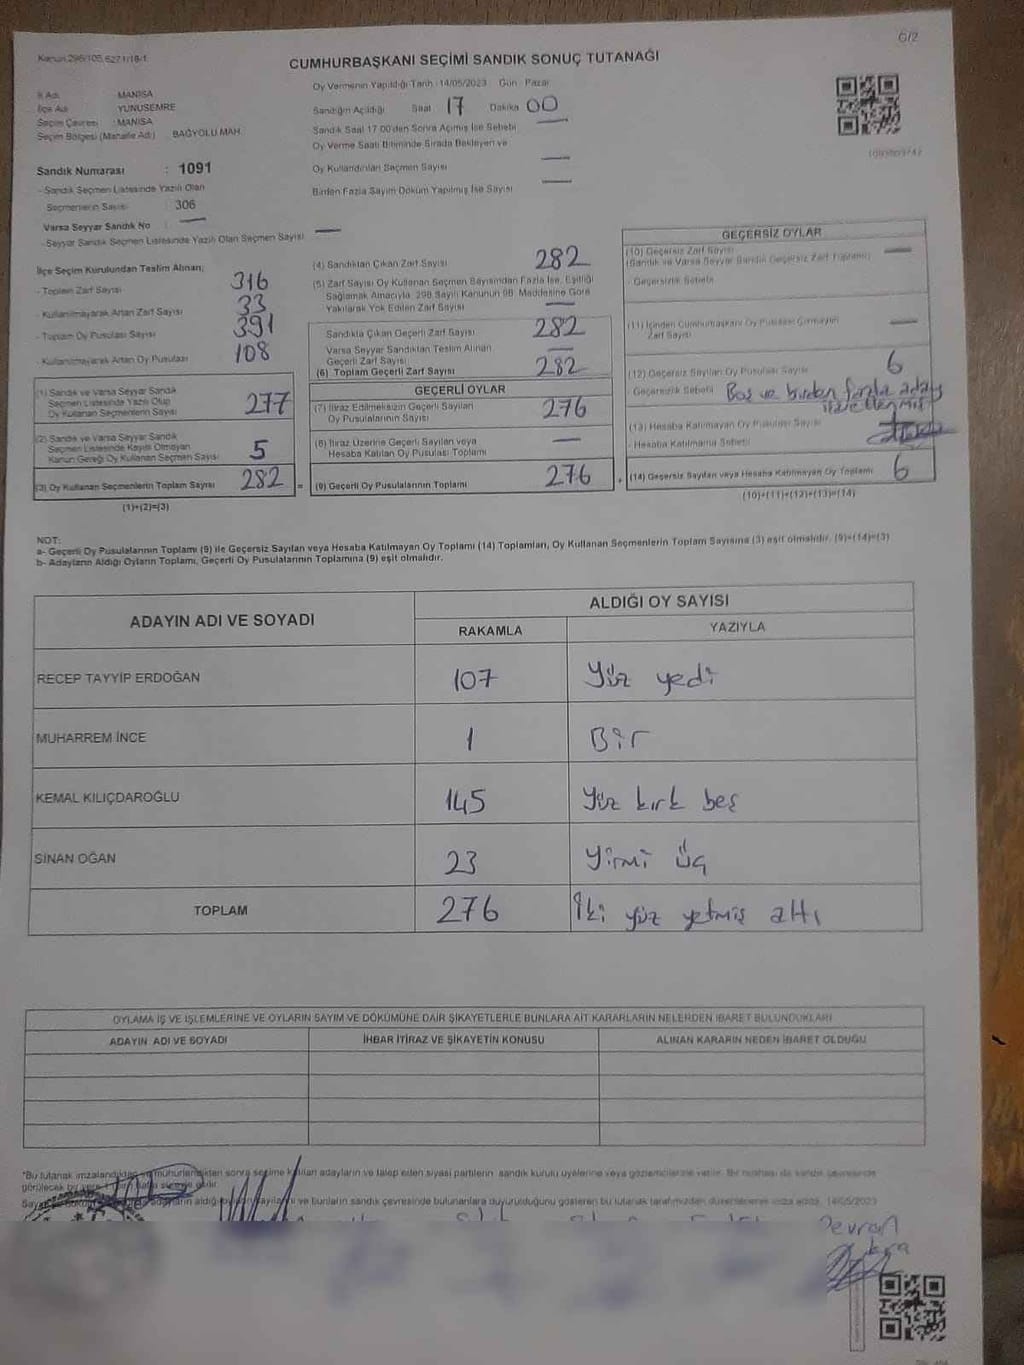 Kanun 296/105, 6271/18/1
G/2
CUMHURBAŞKANI SEÇİMİ SANDIK SONUÇ TUTANAĞI
Oy Vermenin Yapıldığı Tarih :14/05/2023 Gün Pazar
İl Adı MANİSA
İlçe Adı YUNUSEMRE
Seçim Çevresi MANİSA
Seçim Bölgesi (Mahalle Adı) BAĞYOLU MAH.
Sandığın Açıldığı Saat 17 Dakika 00
Sandık Saat 17.00'den Sonra Açılmış İse Sebebi
Oy Verme Saati Bitiminde Sırada Bekleyen ve
Oy Kullandırılan Seçmen Sayısı
Birden Fazla Sayım Döküm Yapılmış İse Sayısı
Sandık Numarası : 1091
- Sandık Seçmen Listesinde Yazılı Olan
Seçmenlerin Sayısı 306
Varsa Seyyar Sandık No
-Seyyar Sandık Seçmen Listesinde Yazılı Olan Seçmen Sayısı
İlçe Seçim Kurulundan Teslim Alınan;
- Toplam Zarf Sayısı 316
- Kullanılmayarak Artan Zarf Sayısı 33
- Toplam Oy Pusulası Sayısı 391
- Kullanılmayarak Artan Oy Pusulası 108
(1) Sandık ve Varsa Seyyar Sandık
Seçmen Listesinde Yazılı Olup
Oy Kullanan Seçmenlerin Sayısı 277
(2) Sandık ve Varsa Seyyar Sandık
Seçmen Listesinde Kayıtlı Olmayan
Kanun Gereği Oy Kullanan Seçmen Sayısı 5
(3) Oy Kullanan Seçmenlerin Toplam Sayısı 282 =
(1)+(2)=(3)
(4) Sandıktan Çıkan Zarf Sayısı 282
(5) Zarf Sayısı Oy Kullanan Seçmen Sayısından Fazla İse, Eşitliği
Sağlamak Amacıyla, 298 Sayılı Kanunun 98. Maddesine Göre
Yakılarak Yok Edilen Zarf Sayısı
Sandıkta Çıkan Geçerli Zarf Sayısı 282
Varsa Seyyar Sandıktan Teslim Alınan
Geçerli Zarf Sayısı
(6) Toplam Geçerli Zarf Sayısı 282
GEÇERLİ OYLAR
(7) İtiraz Edilmeksizin Geçerli Sayılan
Oy Pusulalarının Sayısı 276
(8) İtiraz Üzerine Geçerli Sayılan veya
Hesaba Katılan Oy Pusulası Toplamı
(9) Geçerli Oy Pusulalarının Toplamı 276 +
GEÇERSİZ OYLAR
(10) Geçersiz Zarf Sayısı
(Sandık ve Varsa Seyyar Sandık Geçersiz Zarf Toplamı)
- Geçersizlik Sebebi
(11) İçinden Cumhurbaşkanı Oy Pusulası Çıkmayan
Zarf Sayısı
(12) Geçersiz Sayılan Oy Pusulası Sayısı 6
- Geçersizlik Sebebi Boş ve birden fazla aday
işaretlenmiş
(13) Hesaba Katılmayan Oy Pusulası Sayısı
- Hesaba Katılmama Sebebi
(14) Geçersiz Sayılan veya Hesaba Katılmayan Oy Toplamı 6
(10)+(11)+(12)+(13)=(14)
NOT:
a- Geçerli Oy Pusulalarının Toplamı (9) ile Geçersiz Sayılan veya Hesaba Katılmayan Oy Toplamı (14) Toplamları, Oy Kullanan Seçmenlerin Toplam Sayısına (3) eşit olmalıdır. (9)+(14)=(3)
b- Adayların Aldığı Oyların Toplamı, Geçerli Oy Pusulalarının Toplamına (9) eşit olmalıdır.
ADAYIN ADI VE SOYADI ALDIĞI OY SAYISI
RAKAMLA YAZIYLA
RECEP TAYYİP ERDOĞAN 107 Yüz yedi
MUHARREM İNCE 1 Bir
KEMAL KILIÇDAROĞLU 145 Yüz kırk beş
SİNAN OĞAN 23 Yirmi üç
TOPLAM 276 İki yüz yetmiş altı
OYLAMA İŞ VE İŞLEMLERİNE VE OYLARIN SAYIM VE DÖKÜMÜNE DAİR ŞİKAYETLERLE BUNLARA AİT KARARLARIN NELERDEN İBARET BULUNDUKLARI
ADAYIN ADI VE SOYADI İHBAR İTİRAZ VE ŞİKAYETİN KONUSU ALINAN KARARIN NEDEN İBARET OLDUĞU
*Bu tutanak imzalandıktan ve mühürlendikten sonra seçime katılan adayların ve talep eden siyasi partilerin sandık kurulu üyelerine veya gözlemcilerine verilir. Bir nüshası da sandık çevresinde
görülecek bir yere 1 hafta süreyle asılır.
bunların sandık çevresinde bulunanlara duyurulduğunu gösteren bu tutanak tarafımızdan düzenlenerek imza edildi. 14/05/2023
Devran